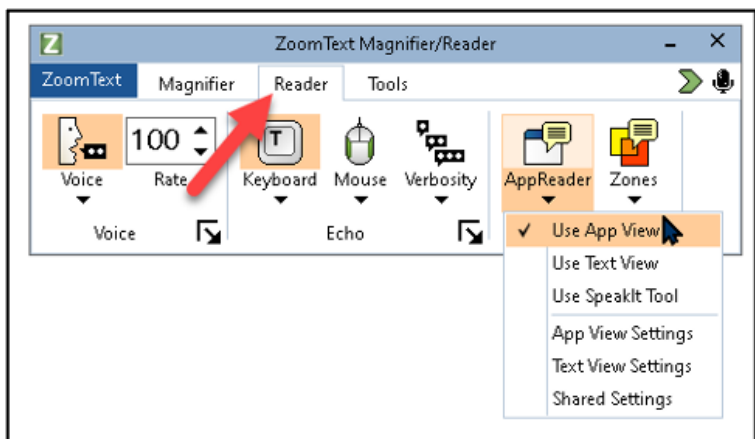 Z ZoomText Magnifier/Reader
ZoomText Magnifier Reader Tools
100 T
Voice Rate Keyboard Mouse Verbosity AppReader Zones
Voice Echo
Use App View
Use Text View
Use SpeakIt Tool
App View Settings
Text View Settings
Shared Settings